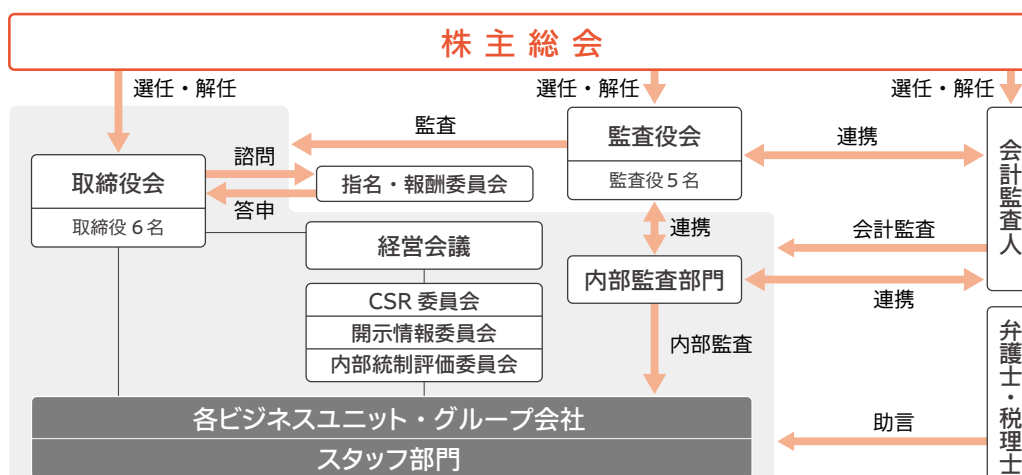 株主総会
選任・解任
選任・解任
選任・解任
監査
監査役会
監査役5名
連携
会計監査人
取締役会
取締役6名
諮問
答申
指名・報酬委員会
連携
会計監査
経営会議
内部監査部門
連携
CSR 委員会
開示情報委員会
内部統制評価委員会
内部監査
弁護士・税理士
各ビジネスユニット・グループ会社
助言
スタッフ部門